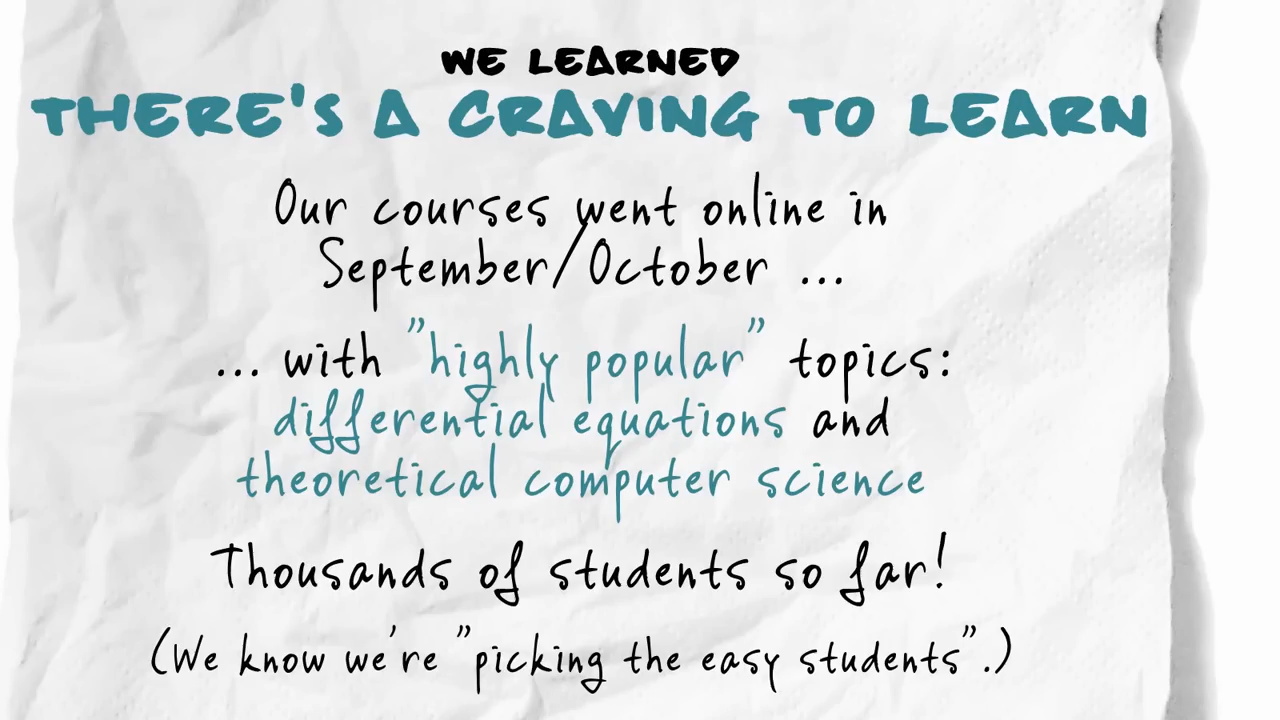 WE LEARNED
THERE'S A CRAVING TO LEARN
Our courses went online in
September/October ...
... with "highly popular" topics:
differential equations and
theoretical computer science
Thousands of students so far!
(We know we're "picking the easy students".)